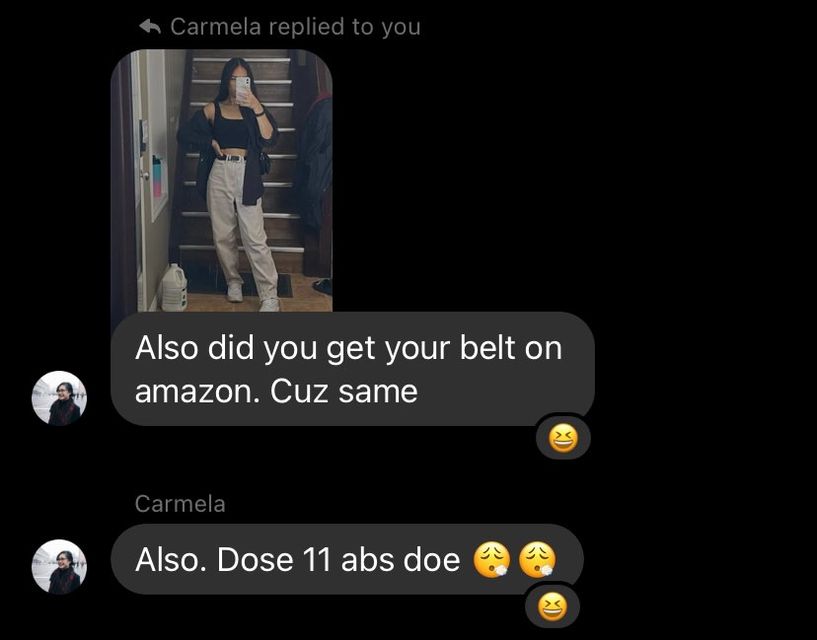 Carmela replied to you
Also did you get your belt on
amazon. Cuz same
Carmela
Also. Dose 11 abs doe 😮‍💨😮‍💨